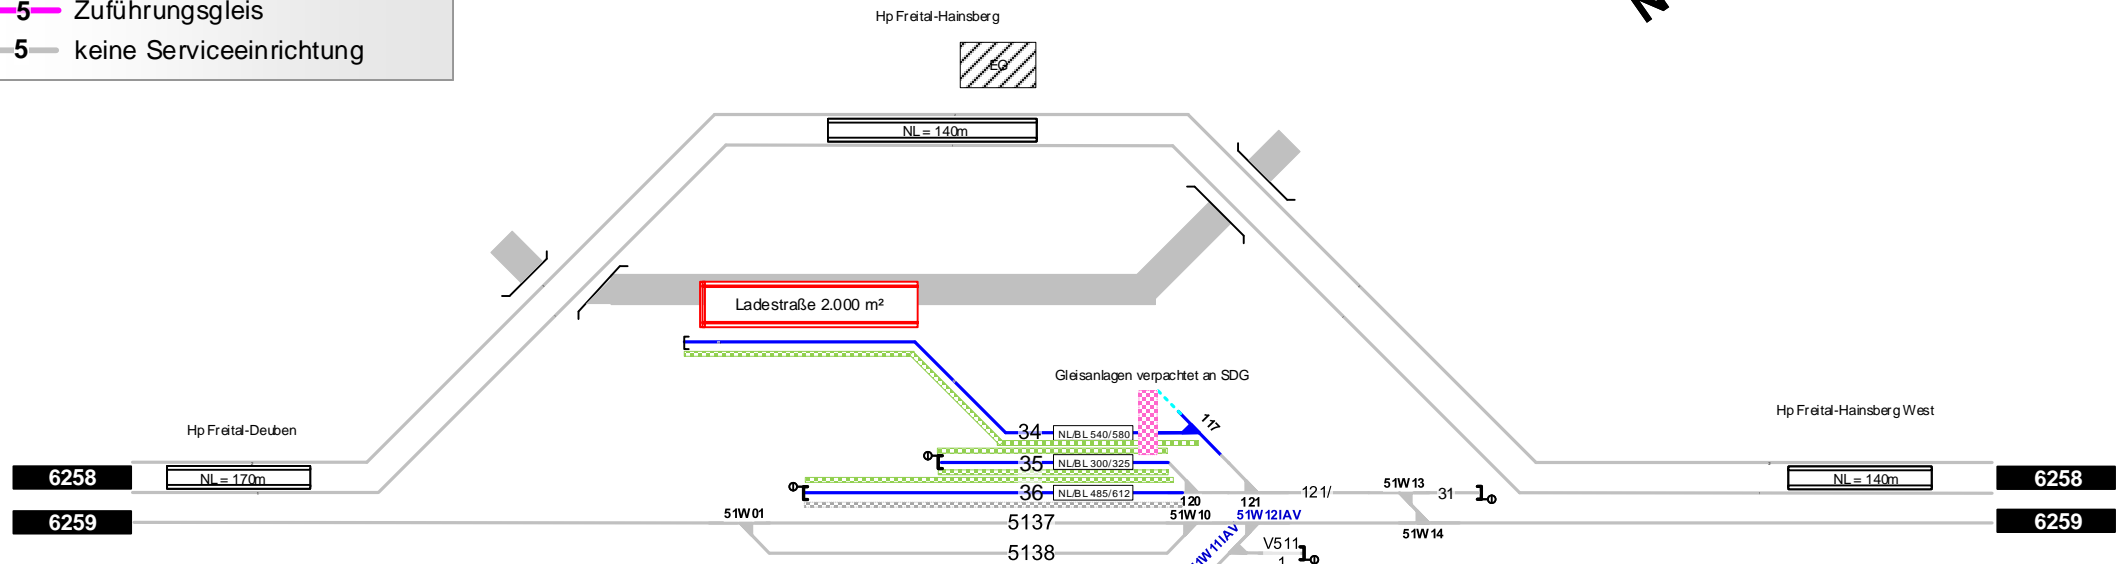 5 Zuführungsgleis
5 keine Serviceeinrichtung
Hp Freital-Hainsberg
EG
NL = 140m
Ladestraße 2.000 m²
Gleisanlagen verpachtet an SDG
117
Hp Freital-Deuben
Hp Freital-Hainsberg West
34 NL/BL 540/580
35 NL/BL 300/325
36 NL/BL 485/612
6258 NL = 170m
NL = 140m 6258
120 121 121/ 51W13 31
6259 51W01 51W10 51W12IAV 51W14 6259
5137
5138
51W11IAV
V511
1